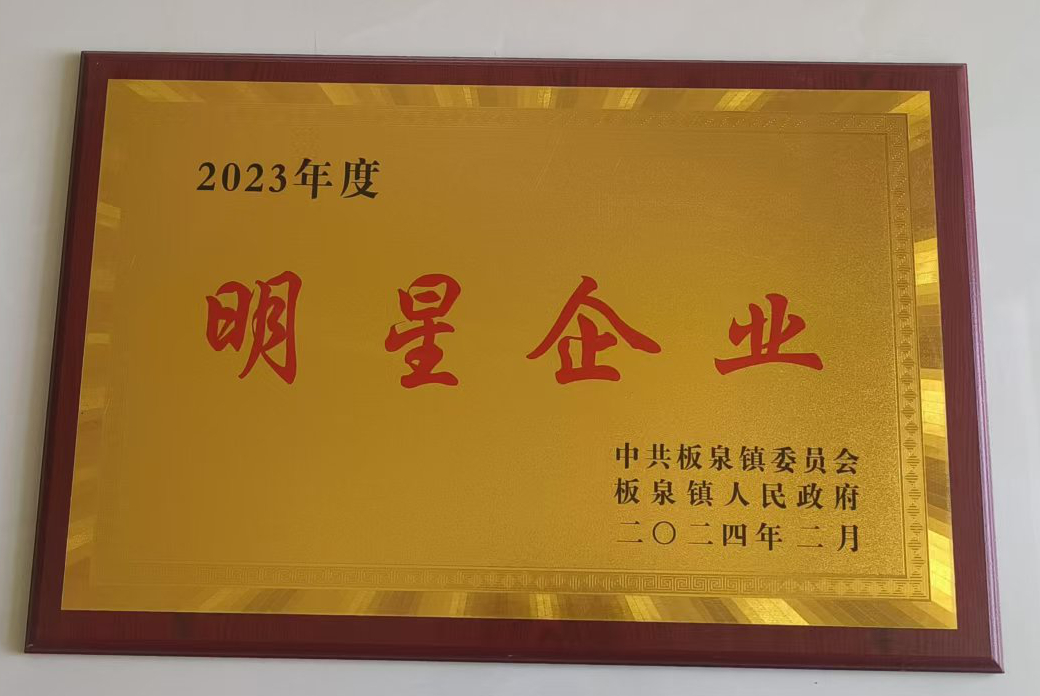 2023年度
明星企业
中共板泉镇委员会
板泉镇人民政府
二〇二四年二月